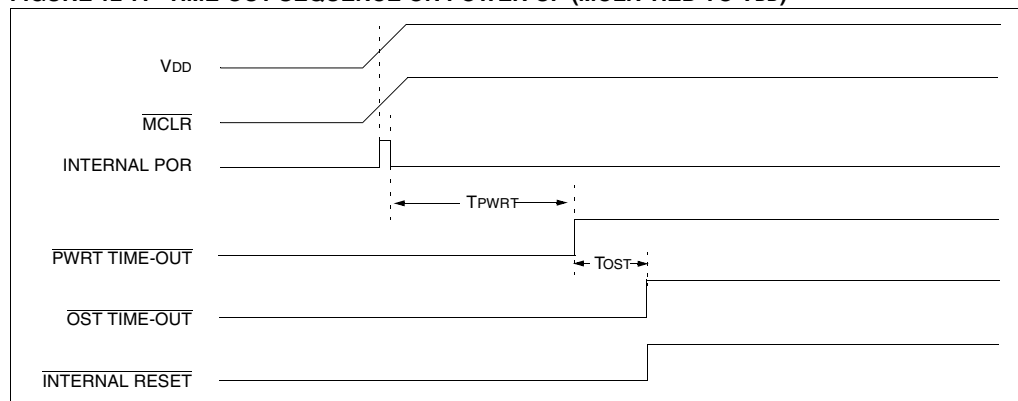 VDD
MCLR
INTERNAL POR
TPWRT
PWRT TIME-OUT
TOST
OST TIME-OUT
INTERNAL RESET